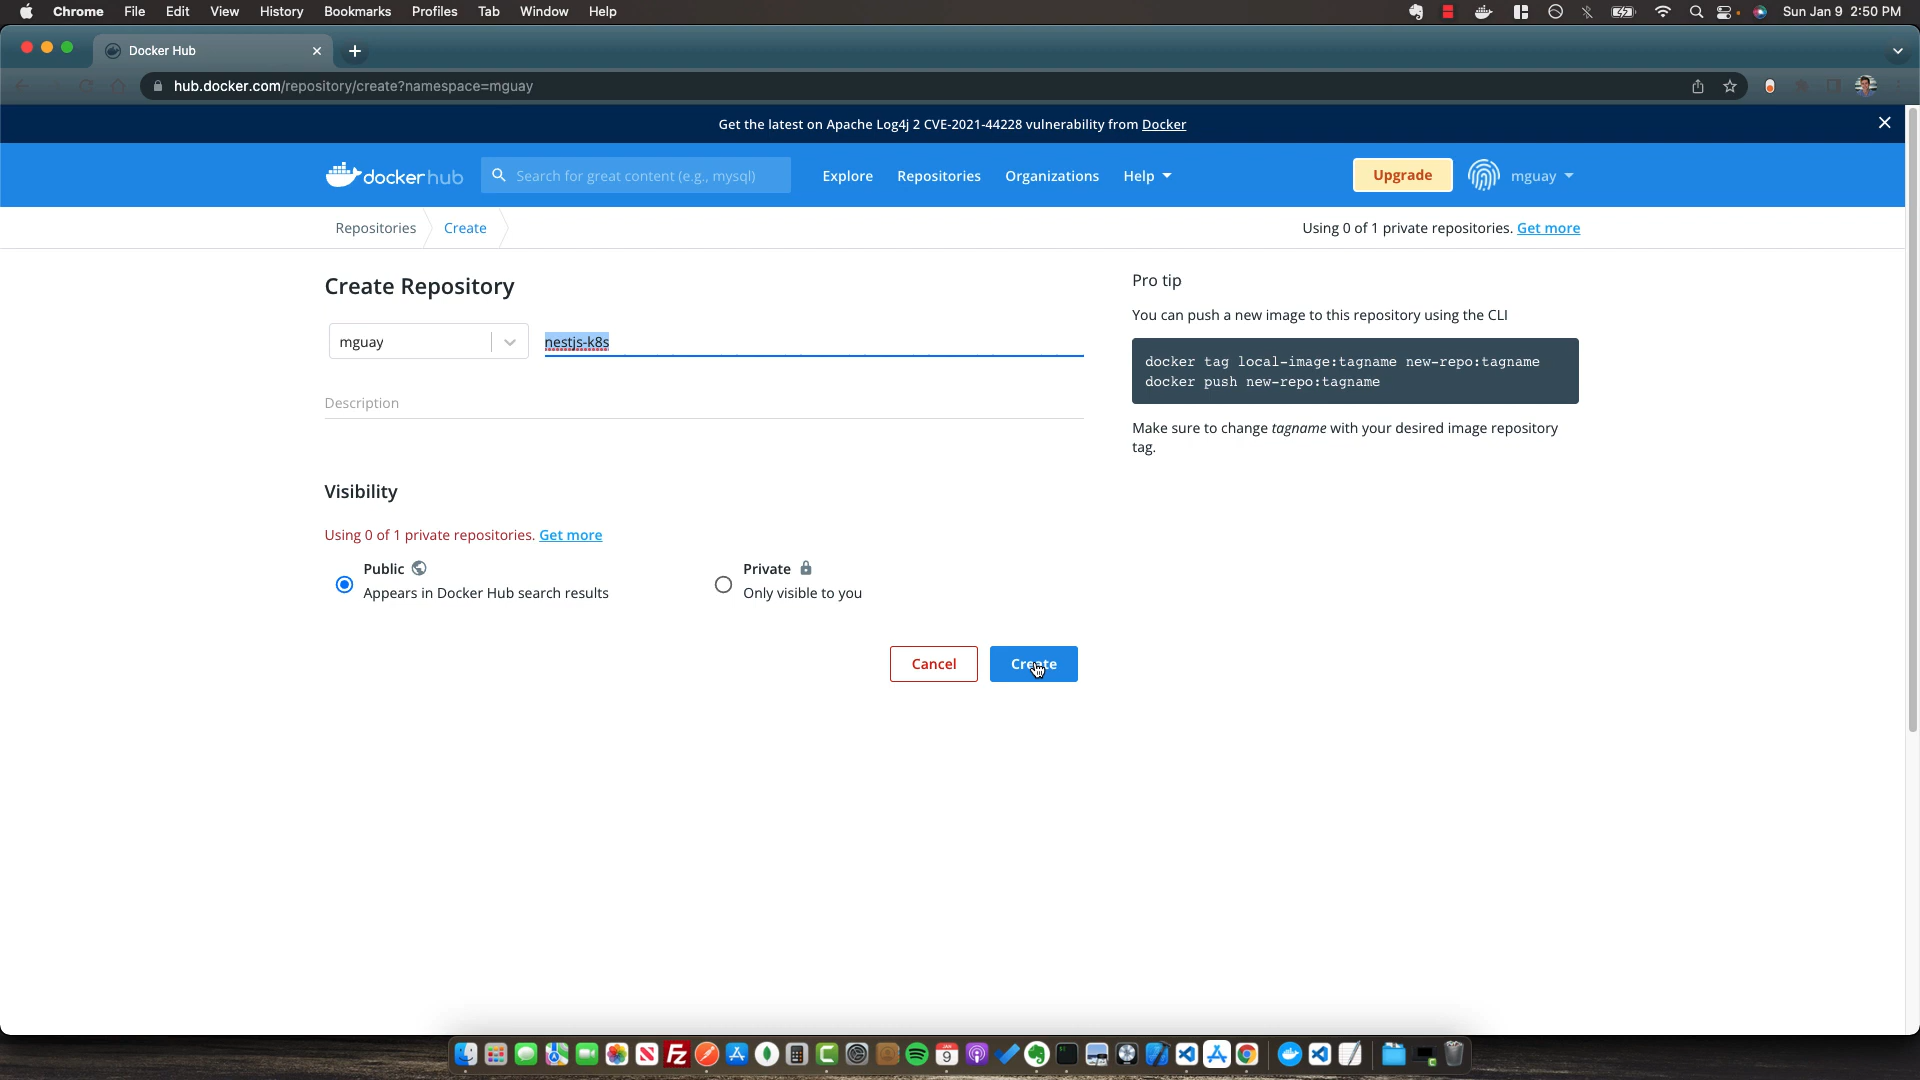 Chrome File Edit View History Bookmarks Profiles Tab Window Help
Sun Jan 9 2:50 PM
Docker Hub
hub.docker.com/repository/create?namespace=mguay
Get the latest on Apache Log4j 2 CVE-2021-44228 vulnerability from Docker
dockerhub
Search for great content (e.g., mysql)
Explore Repositories Organizations Help
Upgrade
mguay
Repositories Create
Using 0 of 1 private repositories. Get more
Create Repository
mguay
nestjs-k8s
Description
Visibility
Using 0 of 1 private repositories. Get more
Public
Appears in Docker Hub search results
Private
Only visible to you
Cancel
Create
Pro tip
You can push a new image to this repository using the CLI
docker tag local-image:tagname new-repo:tagname
docker push new-repo:tagname
Make sure to change tagname with your desired image repository
tag.